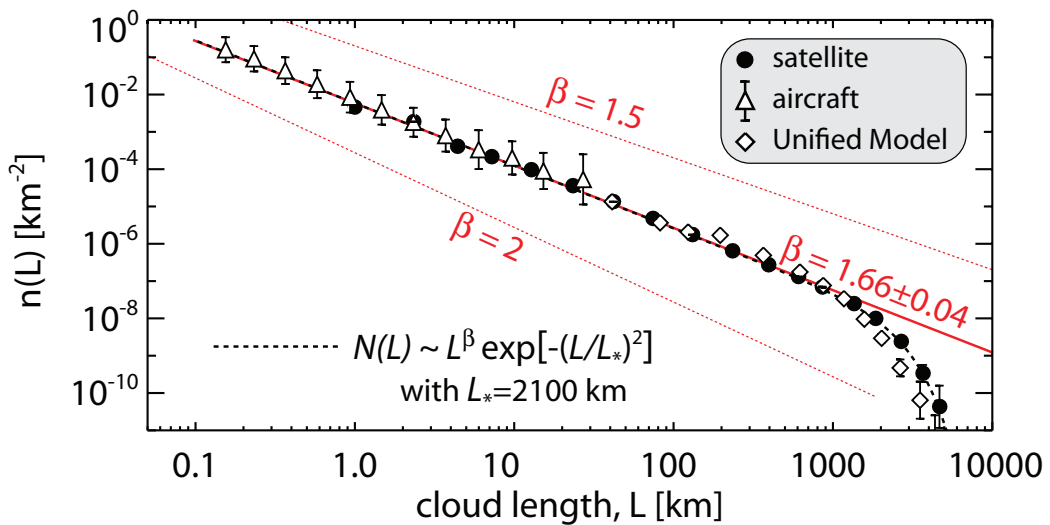 10⁰
10⁻²
10⁻⁴
10⁻⁶
10⁻⁸
10⁻¹⁰
n(L) [km⁻²]
satellite
aircraft
Unified Model
β = 1.5
β = 2
β = 1.66±0.04
N(L) ~ L^β exp[-(L/L*)²]
with L*=2100 km
0.1 1.0 10 100 1000 10000
cloud length, L [km]